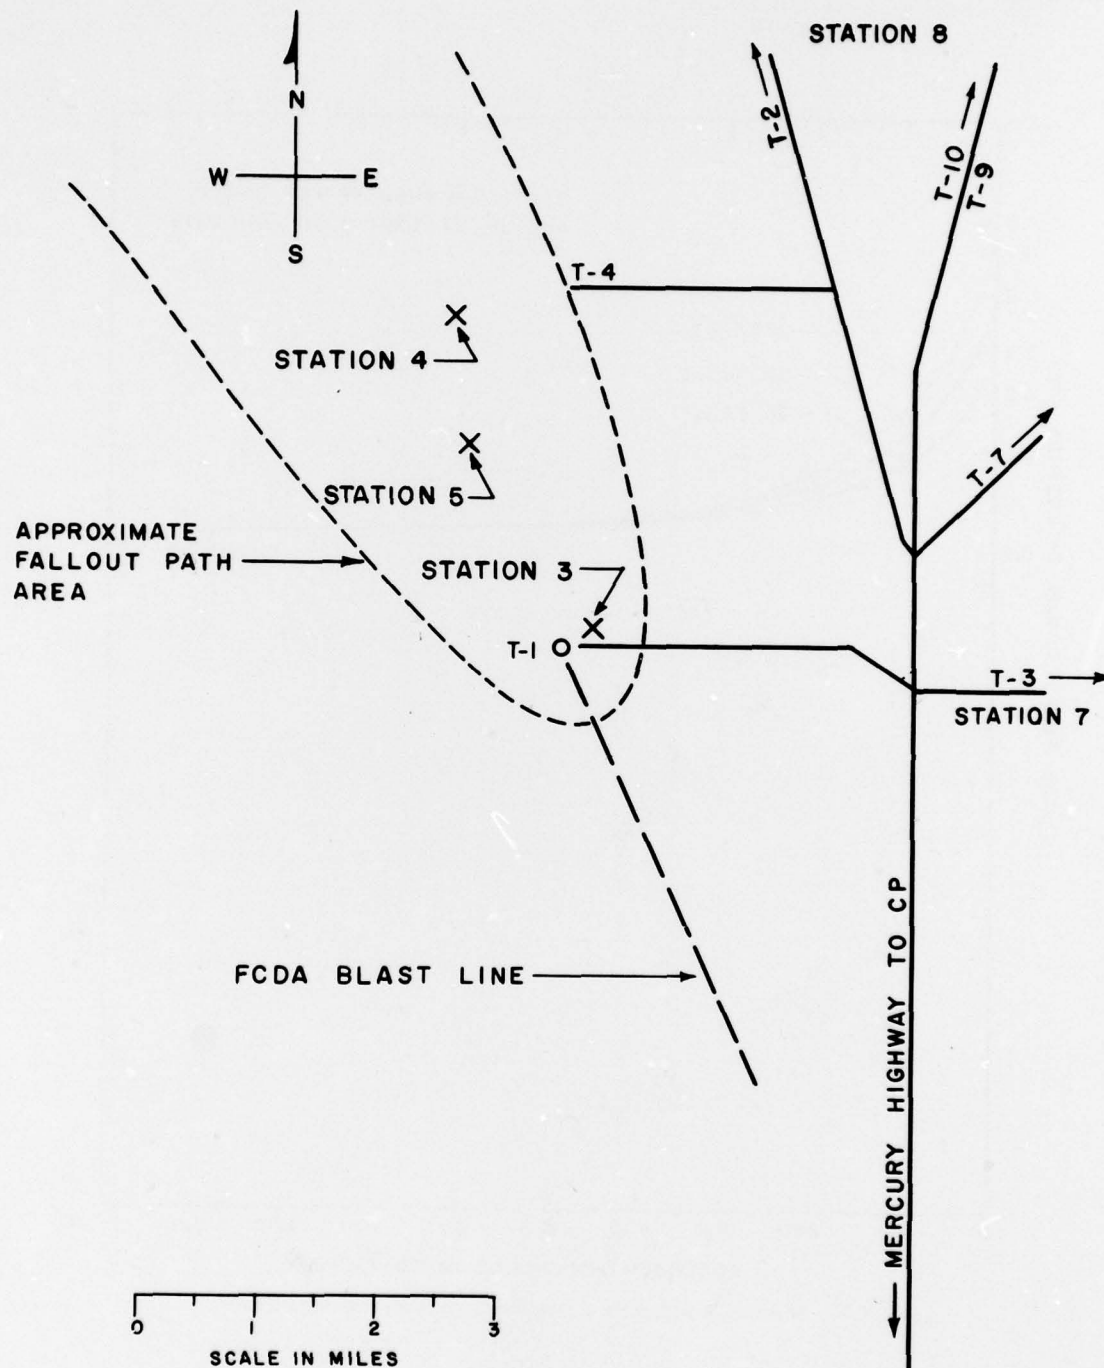 STATION 8
N
W
E
S
T-2
T-10
T-9
T-4
STATION 4
T-7
STATION 5
APPROXIMATE
FALLOUT PATH
AREA
STATION 3
T-1
T-3
STATION 7
FCDA BLAST LINE
MERCURY HIGHWAY TO CP
0 1 2 3
SCALE IN MILES